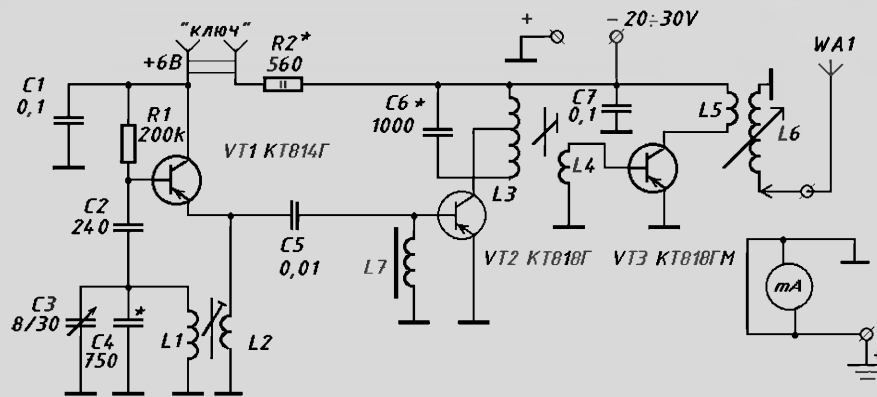 "ключ"
+
− 20÷30V
R2*
560
+6В
WA1
C1
0,1
C6*
1000
C7
0,1
L5
R1
200k
L6
VT1 КТ814Г
L4
L3
C2
240
C5
0,01
L7
VT2 КТ818Г
VT3 КТ818ГМ
mA
C3
8/30
*
C4
750
L1
L2
+